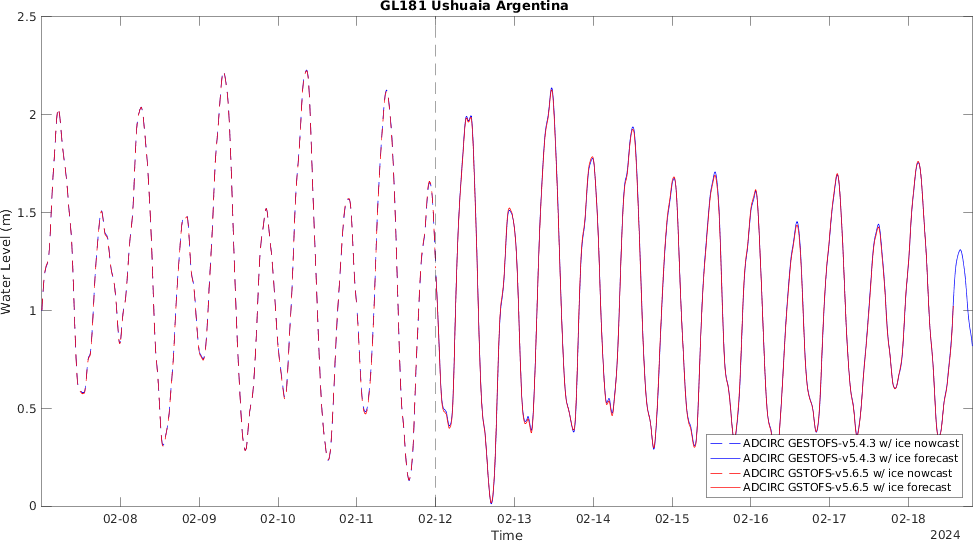 GL181 Ushuaia Argentina
2.5
2
1.5
1
0.5
0
Water Level (m)
ADCIRC GESTOFS-v5.4.3 w/ ice nowcast
ADCIRC GESTOFS-v5.4.3 w/ ice forecast
ADCIRC GSTOFS-v5.6.5 w/ ice nowcast
ADCIRC GSTOFS-v5.6.5 w/ ice forecast
02-08 02-09 02-10 02-11 02-12 02-13 02-14 02-15 02-16 02-17 02-18
Time
2024